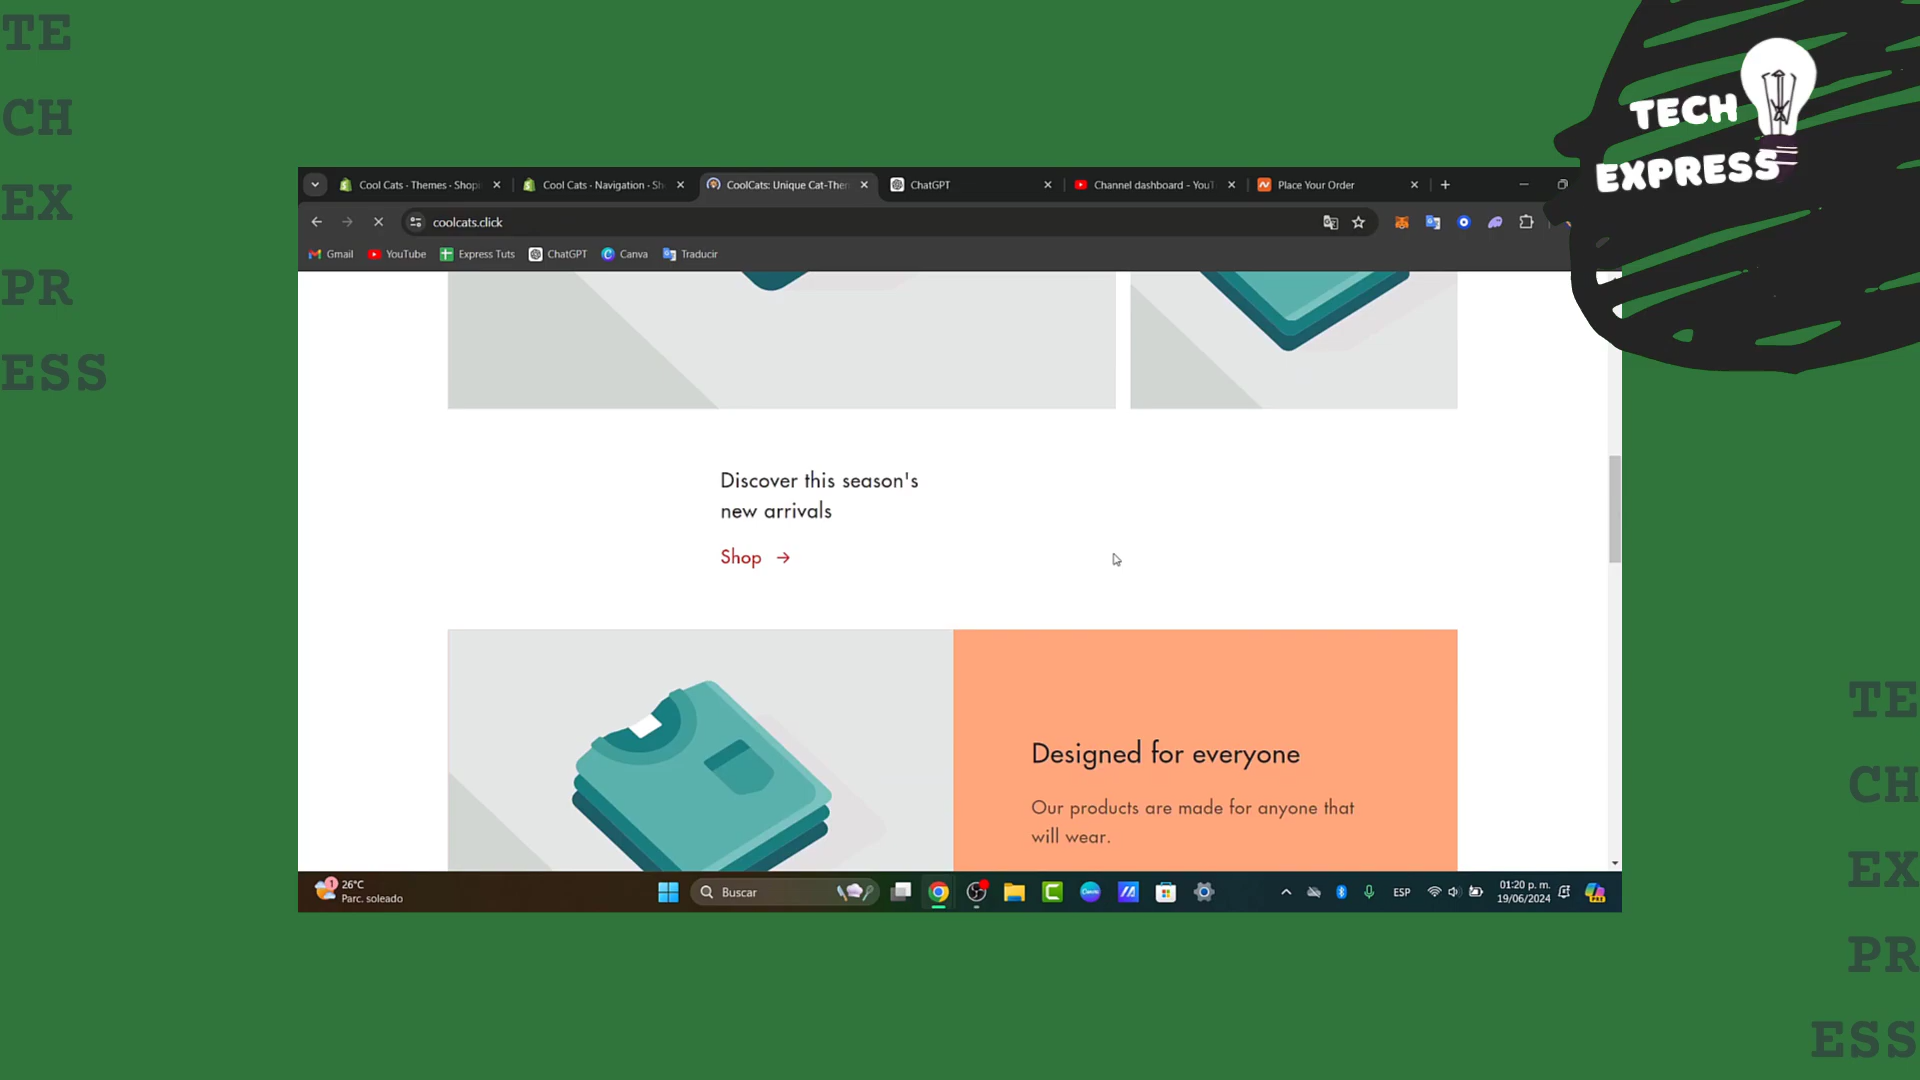 TE
CH
EX
PR
ESS
TECH
EXPRESS
Cool Cats · Themes · Shopi
Cool Cats · Navigation · Sh
CoolCats: Unique Cat-Then
ChatGPT
Channel dashboard - YouT
Place Your Order
coolcats.click
Gmail
YouTube
Express Tuts
ChatGPT
Canva
Traducir
Discover this season's
new arrivals
Shop →
Designed for everyone
Our products are made for anyone that
will wear.
1
26°C
Parc. soleado
Buscar
ESP
01:20 p. m.
19/06/2024
TE
CH
EX
PR
ESS